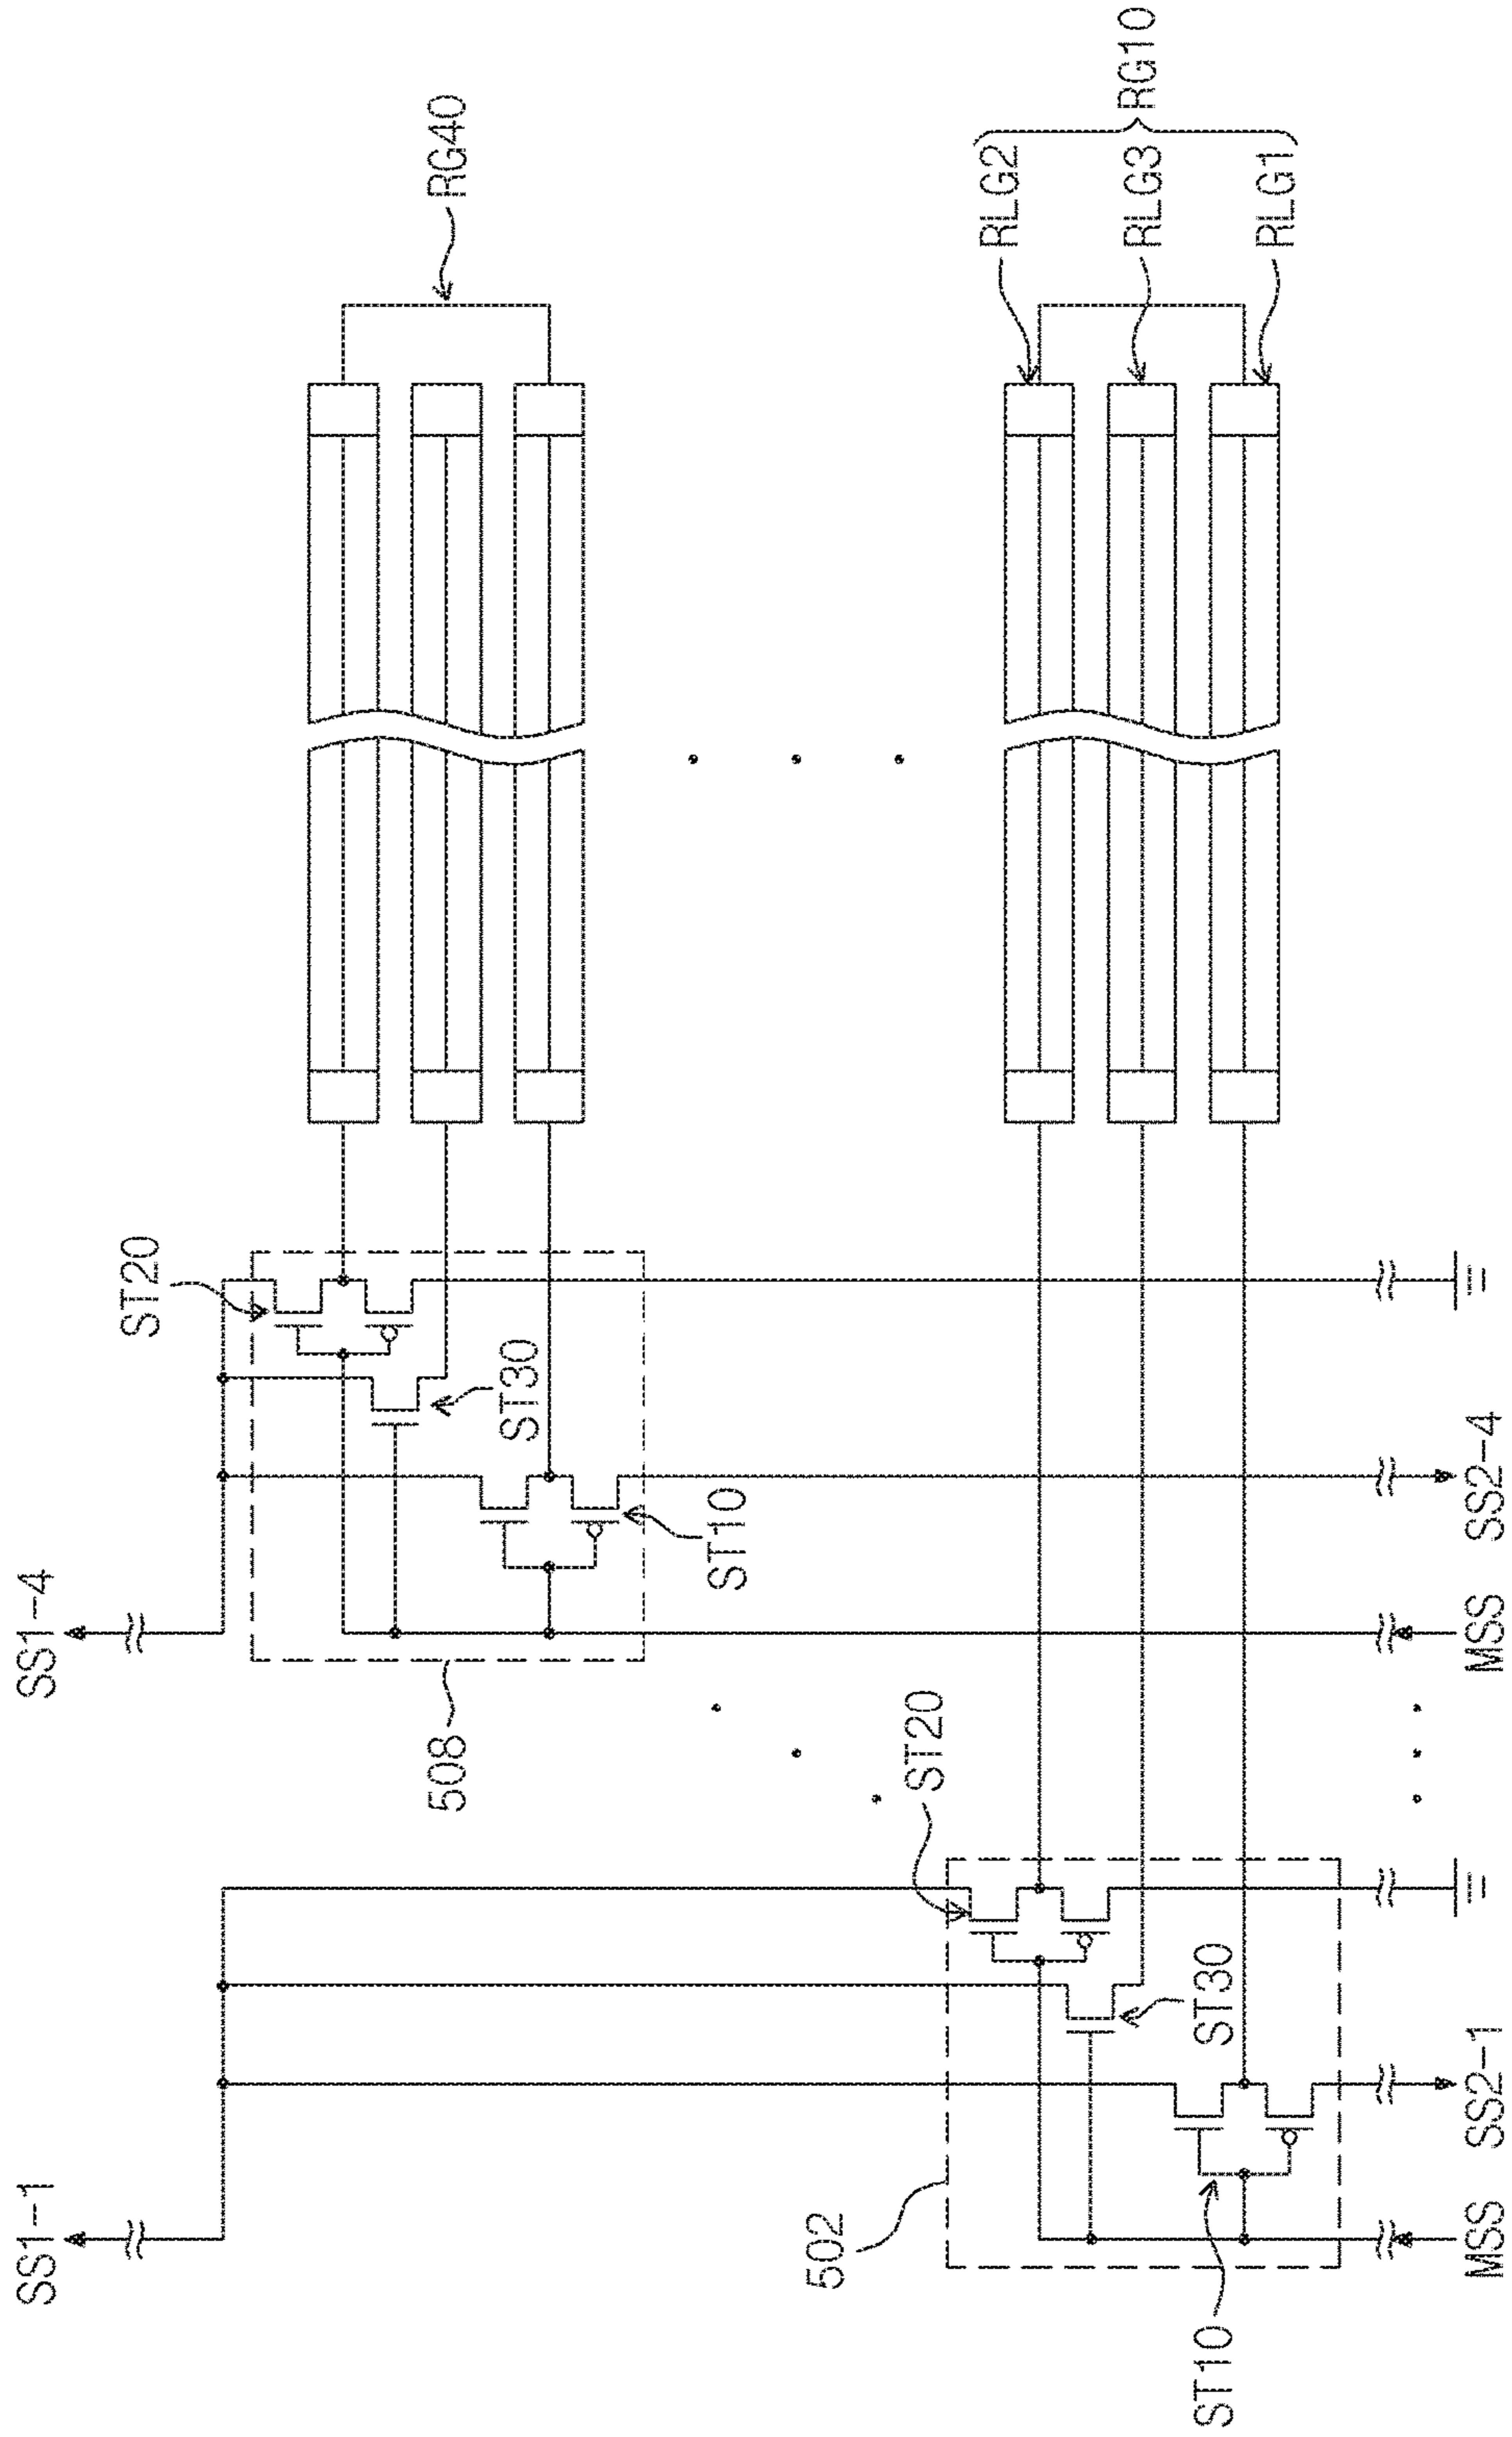 SS1-1
SS1-4
502
ST10
ST30
ST20
508
ST10
ST30
ST20
MSS
SS2-1
MSS
SS2-4
RG40
RLG2
RLG3
RLG1
RG10